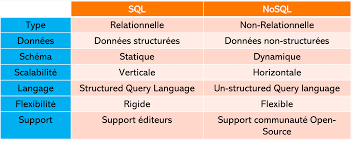 SQL NoSQL
Type Relationnelle Non-Relationnelle
Données Données structurées Données non-structurées
Schéma Statique Dynamique
Scalabilité Verticale Horizontale
Langage Structured Query Language Un-structured Query language
Flexibilité Rigide Flexible
Support Support éditeurs Support communauté Open-
Source